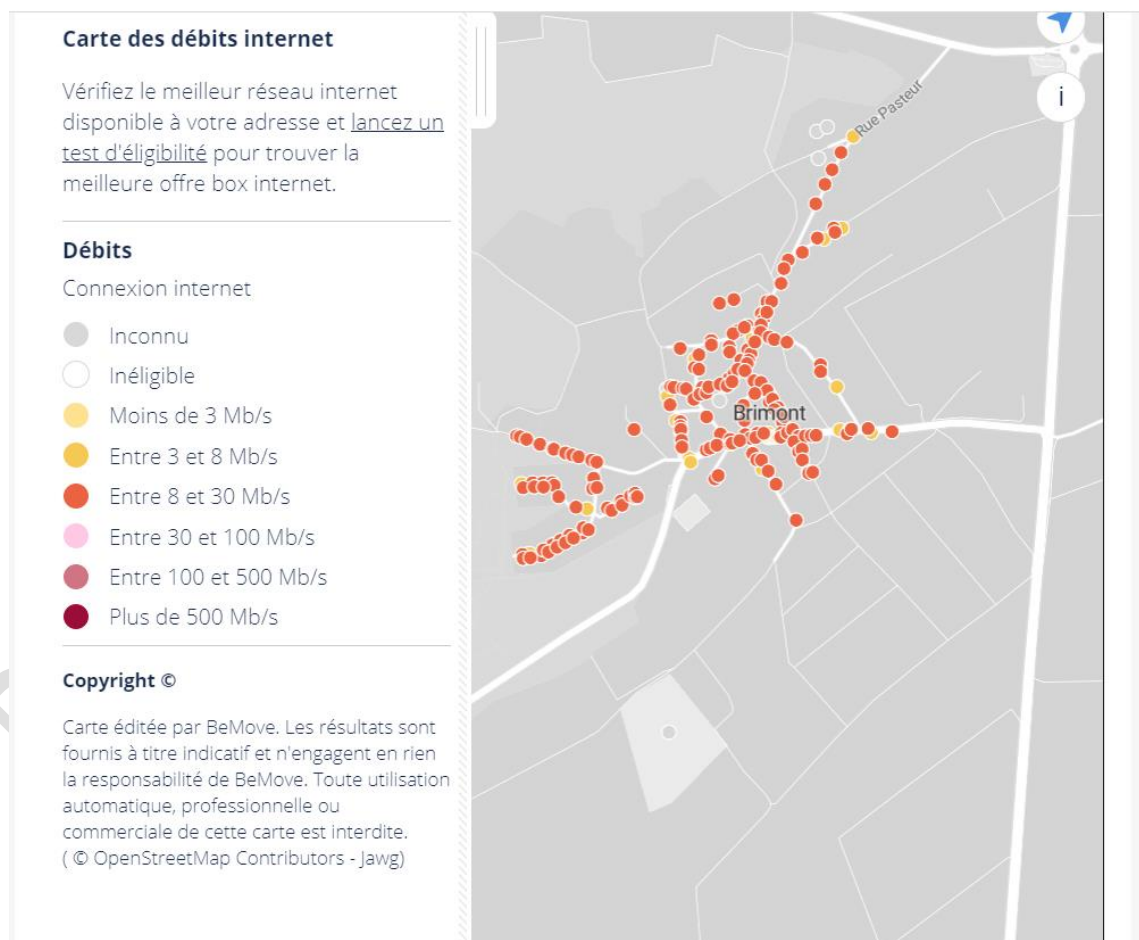 Carte des débits internet
Vérifiez le meilleur réseau internet
disponible à votre adresse et lancez un
test d'éligibilité pour trouver la
meilleure offre box internet.
Débits
Connexion internet
Inconnu
Inéligible
Moins de 3 Mb/s
Entre 3 et 8 Mb/s
Entre 8 et 30 Mb/s
Entre 30 et 100 Mb/s
Entre 100 et 500 Mb/s
Plus de 500 Mb/s
Copyright ©
Carte éditée par BeMove. Les résultats sont
fournis à titre indicatif et n'engagent en rien
la responsabilité de BeMove. Toute utilisation
automatique, professionnelle ou
commerciale de cette carte est interdite.
( © OpenStreetMap Contributors - Jawg)
i
Rue Pasteur
Brimont